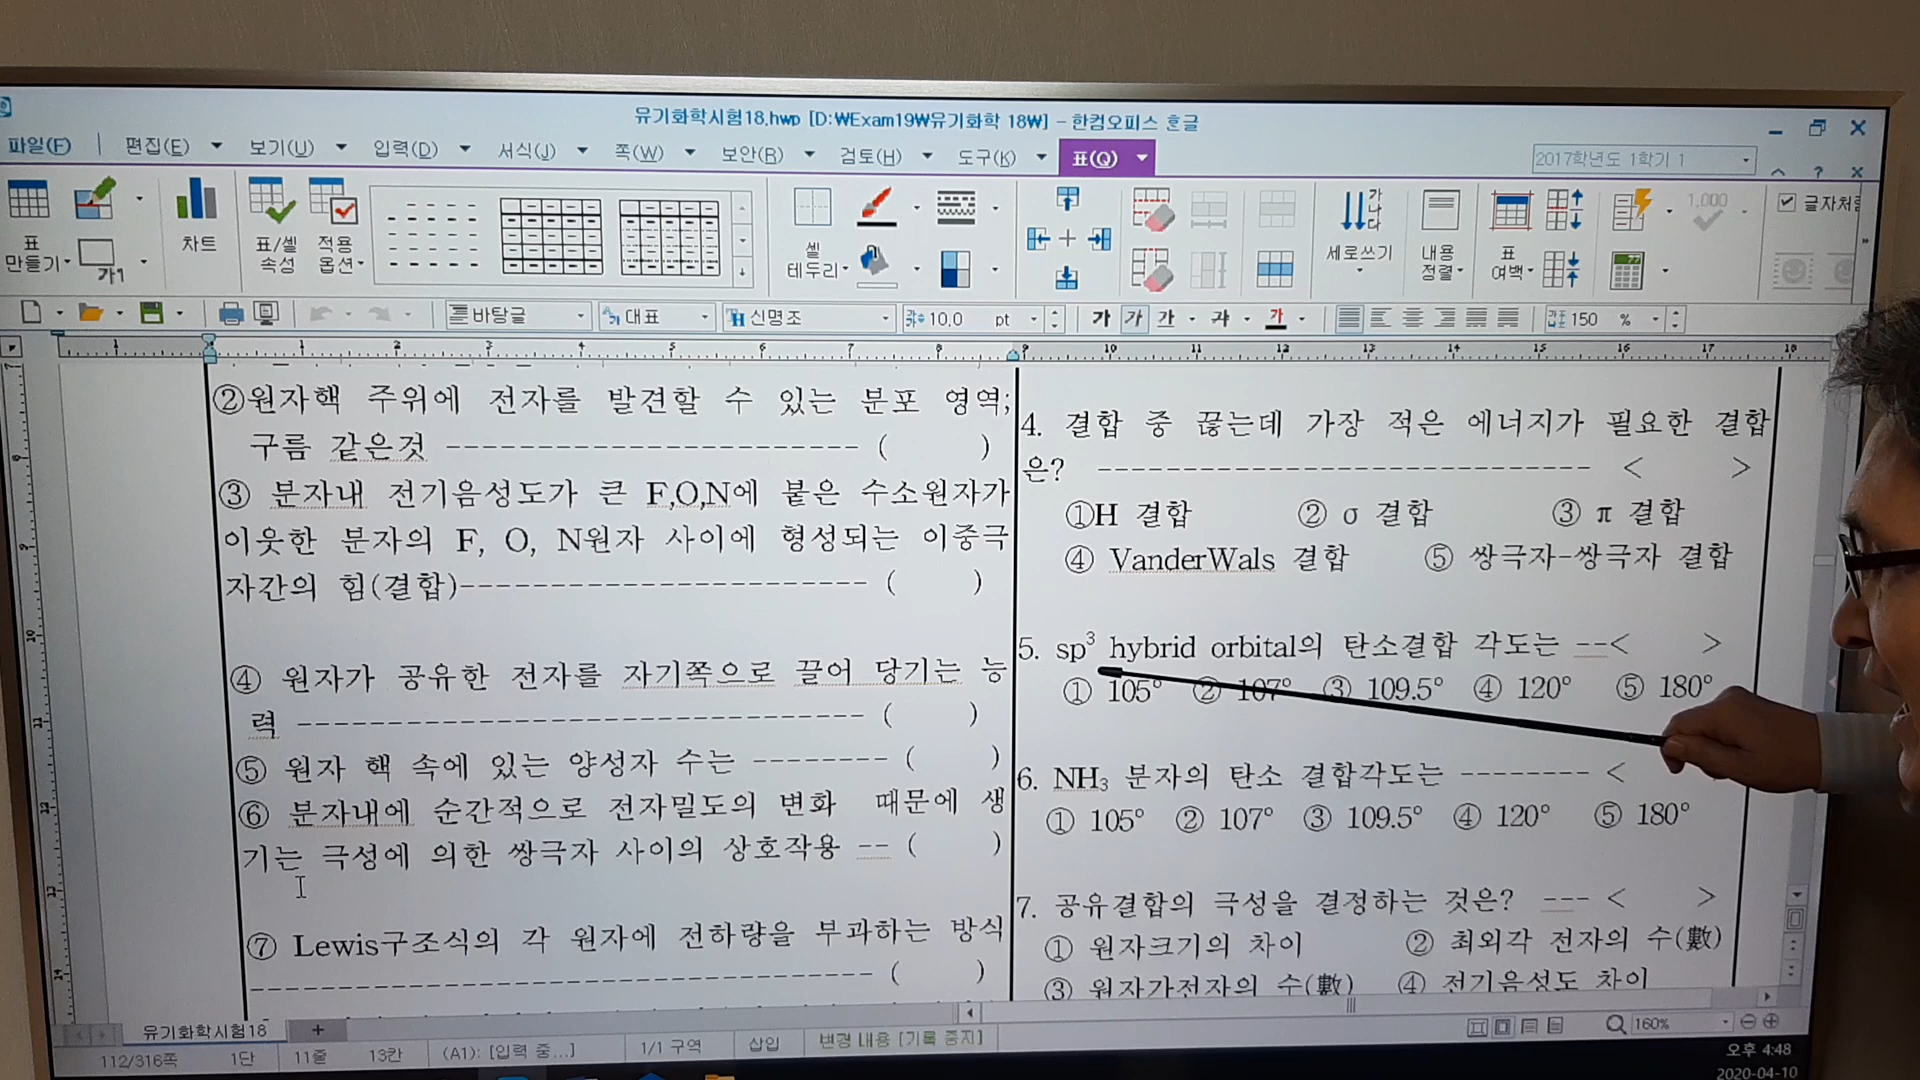 유기화학시험18.hwp [D:\Exam19\유기화학 18\] - 한컴오피스 한글
파일(F) 편집(E) 보기(U) 입력(D) 서식(J) 쪽(W) 보안(R) 검토(H) 도구(K) 표(Q)
2017학년도 1학기 1
표 만들기
가1
차트
표/셀 속성
적용 옵션
셀 테두리
세로쓰기
내용 정렬
표 여백
1,000
바탕글 대표 신명조 10.0 pt 가 가 가 가 가 150 %
②원자핵 주위에 전자를 발견할 수 있는 분포 영역;
구름 같은것 ---------------------------- ( )
③ 분자내 전기음성도가 큰 F,O,N에 붙은 수소원자가
이웃한 분자의 F, O, N원자 사이에 형성되는 이중극
자간의 힘(결합)---------------------------- ( )
④ 원자가 공유한 전자를 자기쪽으로 끌어 당기는 능
력 --------------------------------------- ( )
⑤ 원자 핵 속에 있는 양성자 수는 --------- ( )
⑥ 분자내에 순간적으로 전자밀도의 변화 때문에 생
기는 극성에 의한 쌍극자 사이의 상호작용 -- ( )
⑦ Lewis구조식의 각 원자에 전하량을 부과하는 방식
------------------------------------------- ( )
4. 결합 중 끊는데 가장 적은 에너지가 필요한 결합
은? ---------------------------------- < >
①H 결합 ② σ 결합 ③ π 결합
④ VanderWals 결합 ⑤ 쌍극자-쌍극자 결합
5. sp³ hybrid orbital의 탄소결합 각도는 --< >
① 105° ② 107° ③ 109.5° ④ 120° ⑤ 180°
6. NH₃ 분자의 탄소 결합각도는 --------- <
① 105° ② 107° ③ 109.5° ④ 120° ⑤ 180°
7. 공유결합의 극성을 결정하는 것은? --- < >
① 원자크기의 차이 ② 최외각 전자의 수(數)
③ 원자가전자의 수(數) ④ 전기음성도 차이
유기화학시험18
112/316쪽 1단 11줄 13칸 (A1): [입력 중...] 1/1 구역 삽입 변경 내용 [기록 중지]
160%
오후 4:48
2020-04-10